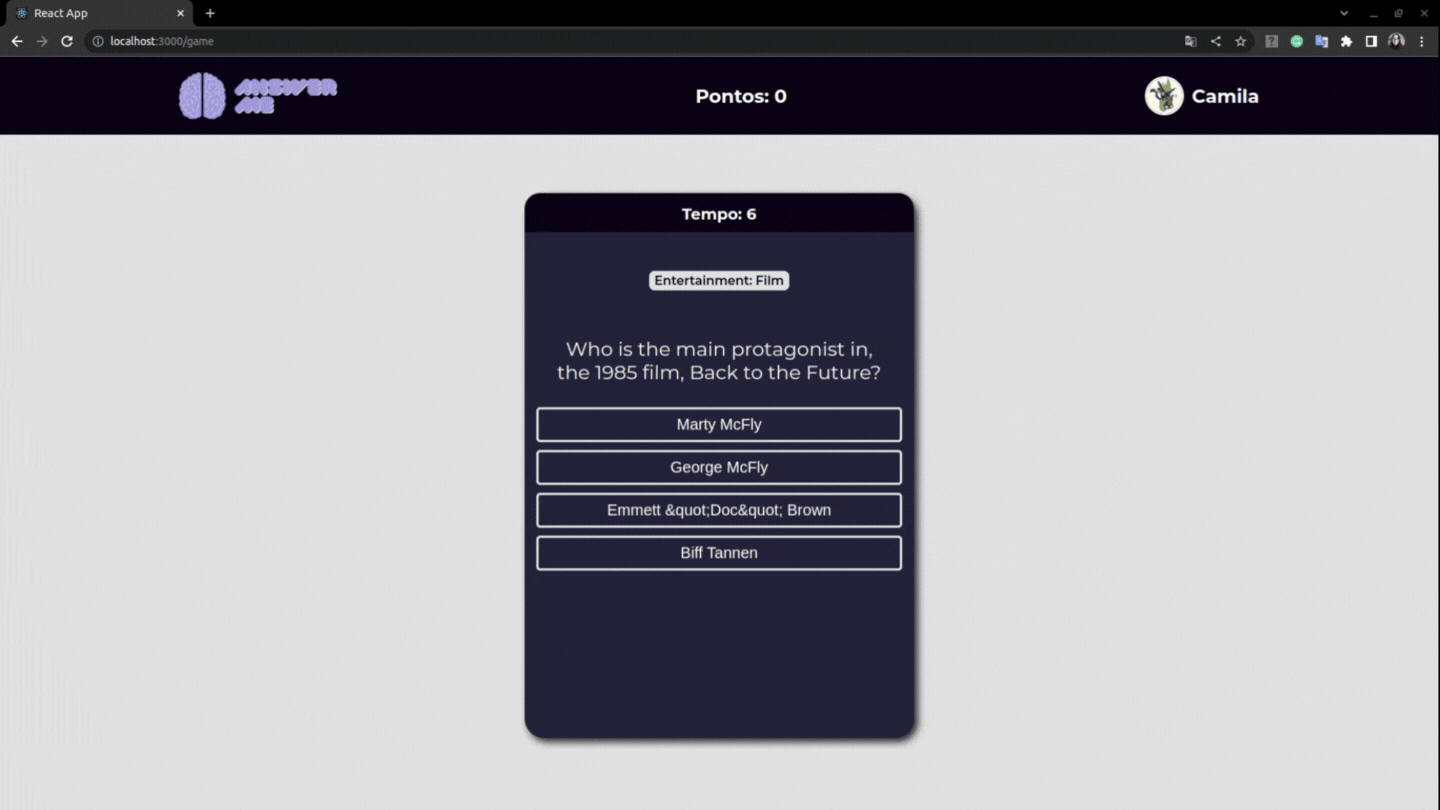 React App
localhost:3000/game
ANSWER
ME
Pontos: 0
Camila
Tempo: 6
Entertainment: Film
Who is the main protagonist in,
the 1985 film, Back to the Future?
Marty McFly
George McFly
Emmett &quot;Doc&quot; Brown
Biff Tannen